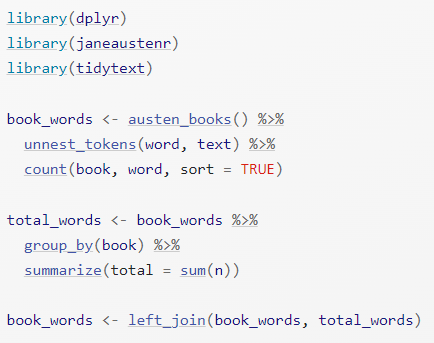 library(dplyr)
library(janeaustenr)
library(tidytext)

book_words <- austen_books() %>%
  unnest_tokens(word, text) %>%
  count(book, word, sort = TRUE)

total_words <- book_words %>%
  group_by(book) %>%
  summarize(total = sum(n))

book_words <- left_join(book_words, total_words)